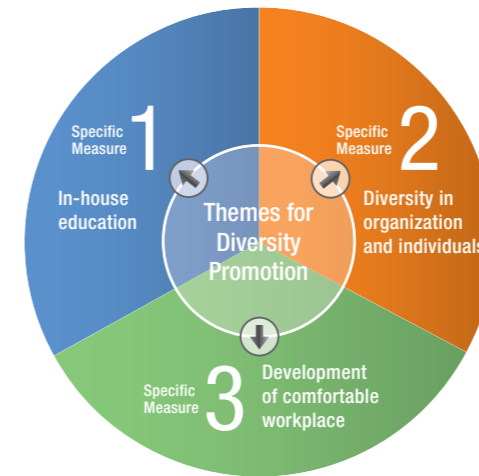 Specific
Measure 1
In-house
education
Specific
Measure 2
Diversity in
organization
and individuals
Themes for
Diversity
Promotion
Specific
Measure 3
Development
of comfortable
workplace